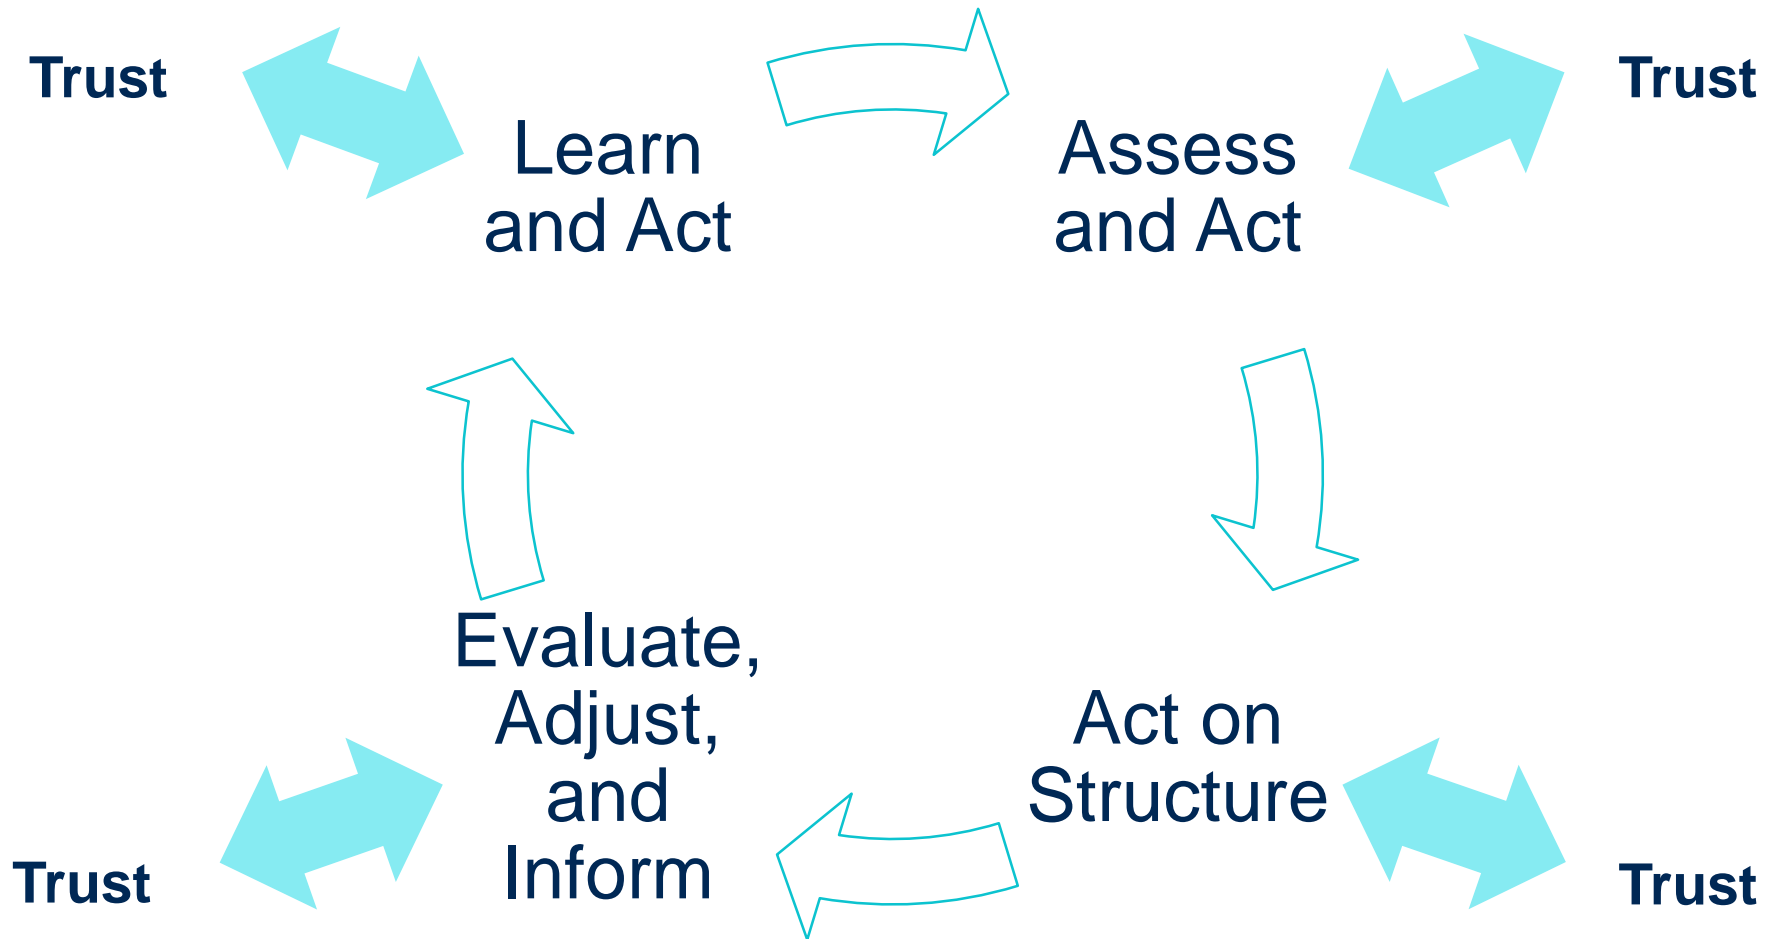 Trust
Learn
and Act
Assess
and Act
Trust
Evaluate,
Adjust,
and
Inform
Act on
Structure
Trust
Trust